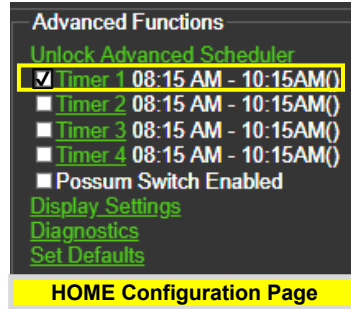 Advanced Functions
Unlock Advanced Scheduler
Timer 1 08:15 AM - 10:15AM()
Timer 2 08:15 AM - 10:15AM()
Timer 3 08:15 AM - 10:15AM()
Timer 4 08:15 AM - 10:15AM()
Possum Switch Enabled
Display Settings
Diagnostics
Set Defaults
HOME Configuration Page